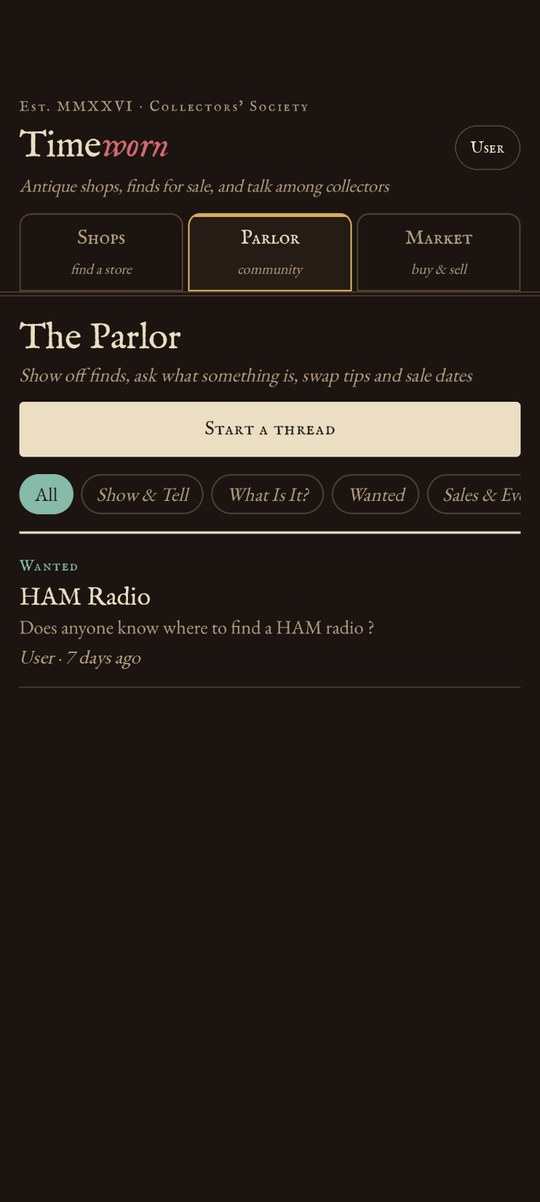 Est. MMXXVI · Collectors' Society
Timeworn
User
Antique shops, finds for sale, and talk among collectors
Shops
find a store
Parlor
community
Market
buy & sell
The Parlor
Show off finds, ask what something is, swap tips and sale dates
Start a thread
All
Show & Tell
What Is It?
Wanted
Sales &
Wanted
HAM Radio
Does anyone know where to find a HAM radio ?
User · 7 days ago